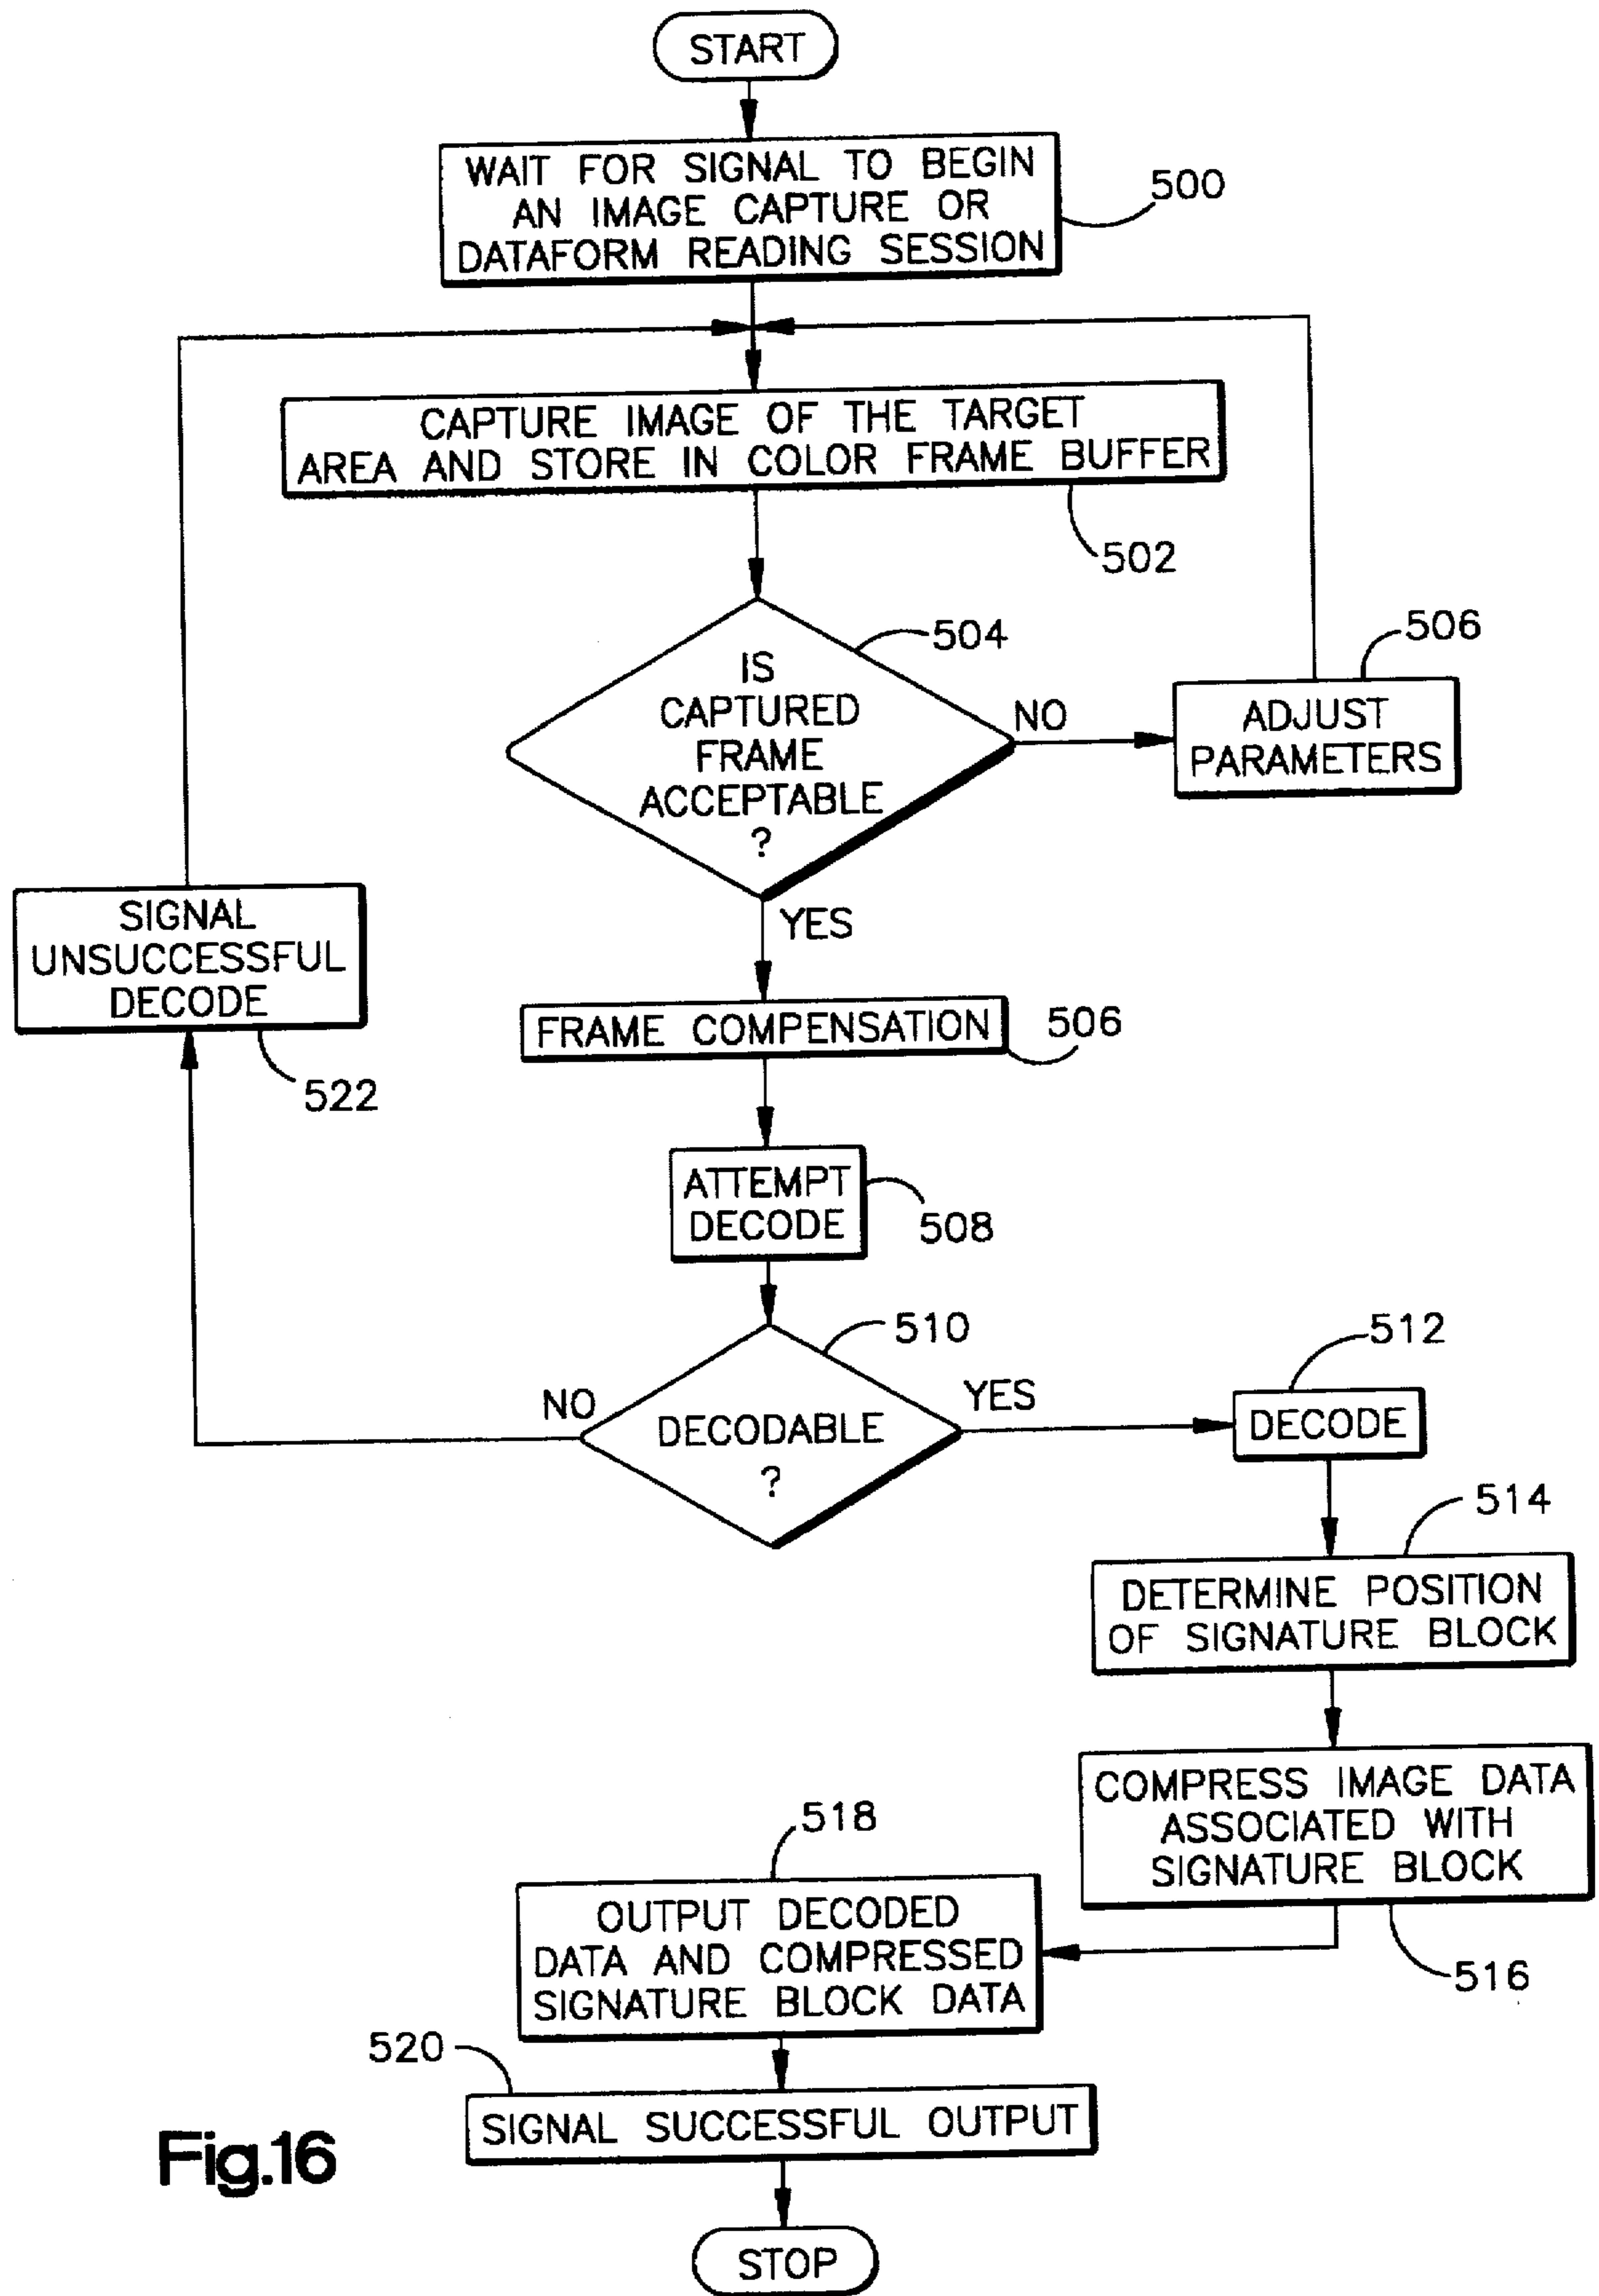 START
WAIT FOR SIGNAL TO BEGIN
AN IMAGE CAPTURE OR
DATAFORM READING SESSION
500
CAPTURE IMAGE OF THE TARGET
AREA AND STORE IN COLOR FRAME BUFFER
502
504
IS
CAPTURED
FRAME
ACCEPTABLE
?
NO
506
ADJUST
PARAMETERS
YES
SIGNAL
UNSUCCESSFUL
DECODE
522
FRAME COMPENSATION
506
ATTEMPT
DECODE
508
510
DECODABLE
?
NO
YES
512
DECODE
514
DETERMINE POSITION
OF SIGNATURE BLOCK
COMPRESS IMAGE DATA
ASSOCIATED WITH
SIGNATURE BLOCK
516
518
OUTPUT DECODED
DATA AND COMPRESSED
SIGNATURE BLOCK DATA
520
SIGNAL SUCCESSFUL OUTPUT
STOP
Fig.16